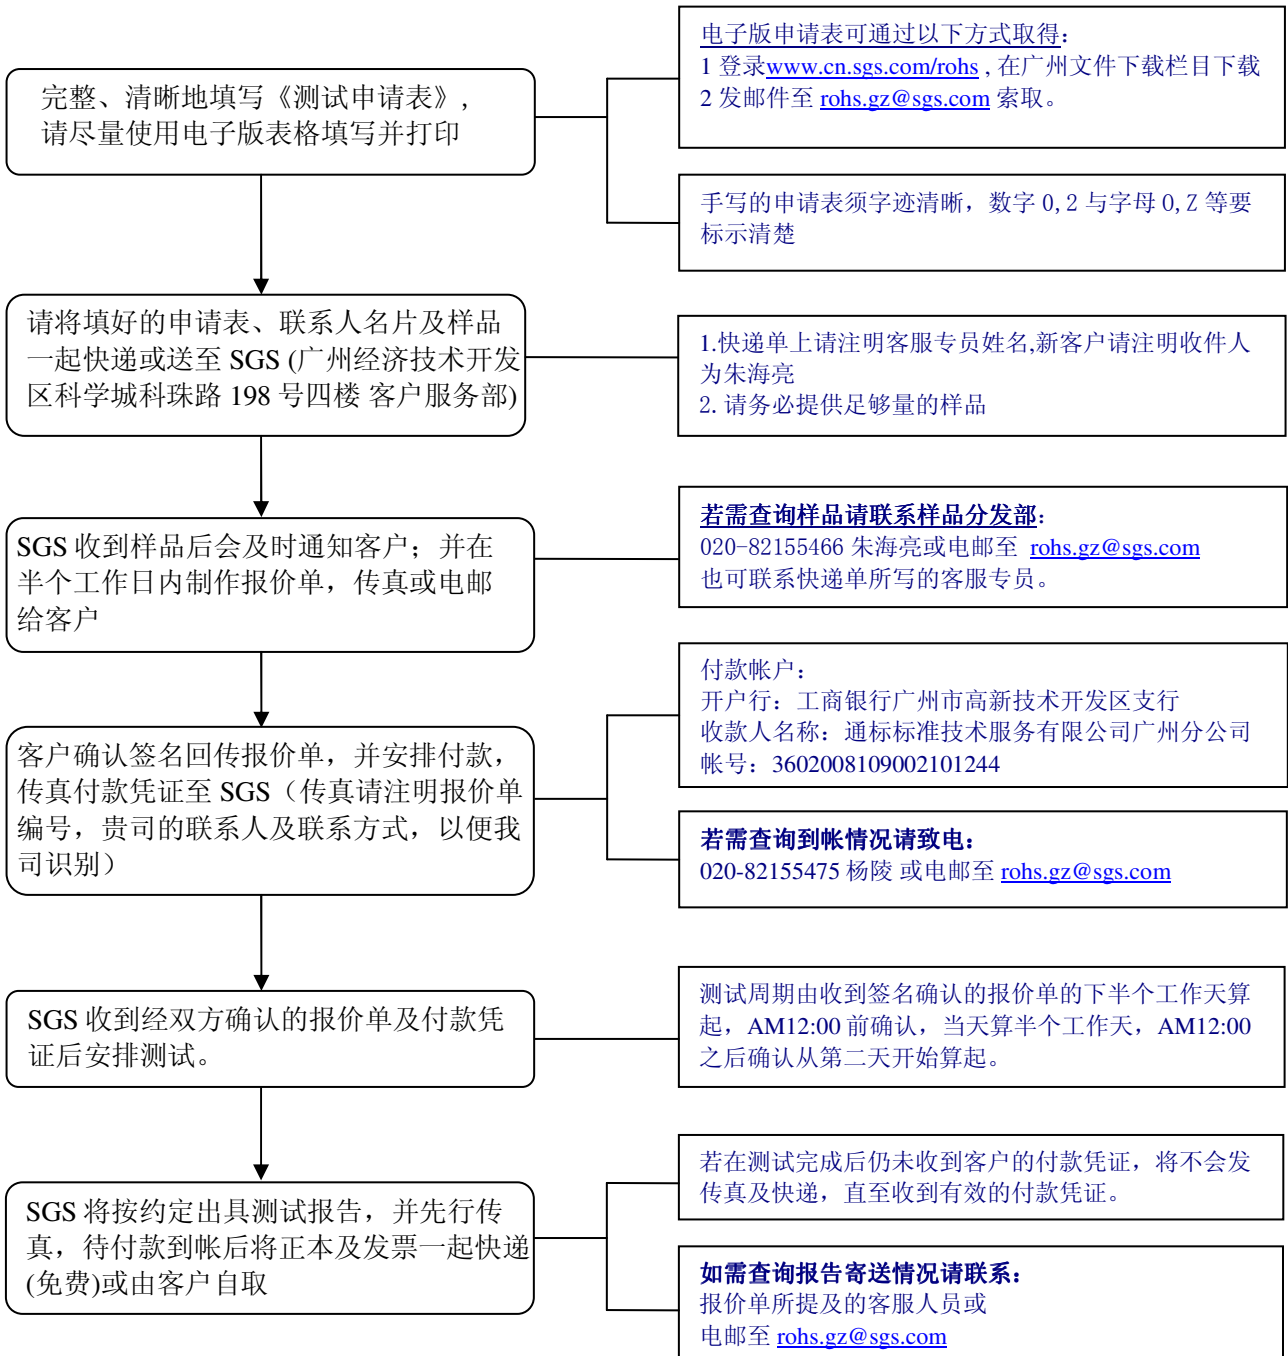 完整、清晰地填写《测试申请表》,
请尽量使用电子版表格填写并打印
电子版申请表可通过以下方式取得：
1 登录www.cn.sgs.com/rohs , 在广州文件下载栏目下载
2 发邮件至 rohs.gz@sgs.com 索取。
手写的申请表须字迹清晰，数字 0,2 与字母 O,Z 等要
标示清楚
请将填好的申请表、联系人名片及样品
一起快递或送至 SGS (广州经济技术开发
区科学城科珠路 198 号四楼 客户服务部)
1.快递单上请注明客服专员姓名,新客户请注明收件人
为朱海亮
2. 请务必提供足够量的样品
SGS 收到样品后会及时通知客户；并在
半个工作日内制作报价单，传真或电邮
给客户
若需查询样品请联系样品分发部：
020-82155466 朱海亮或电邮至 rohs.gz@sgs.com
也可联系快递单所写的客服专员。
客户确认签名回传报价单，并安排付款，
传真付款凭证至 SGS（传真请注明报价单
编号，贵司的联系人及联系方式，以便我
司识别）
付款帐户：
开户行：工商银行广州市高新技术开发区支行
收款人名称：通标标准技术服务有限公司广州分公司
帐号：3602008109002101244
若需查询到帐情况请致电：
020-82155475 杨陵 或电邮至 rohs.gz@sgs.com
SGS 收到经双方确认的报价单及付款凭
证后安排测试。
测试周期由收到签名确认的报价单的下半个工作天算
起，AM12:00 前确认，当天算半个工作天，AM12:00
之后确认从第二天开始算起。
SGS 将按约定出具测试报告，并先行传
真，待付款到帐后将正本及发票一起快递
(免费)或由客户自取
若在测试完成后仍未收到客户的付款凭证，将不会发
传真及快递，直至收到有效的付款凭证。
如需查询报告寄送情况请联系：
报价单所提及的客服人员或
电邮至 rohs.gz@sgs.com